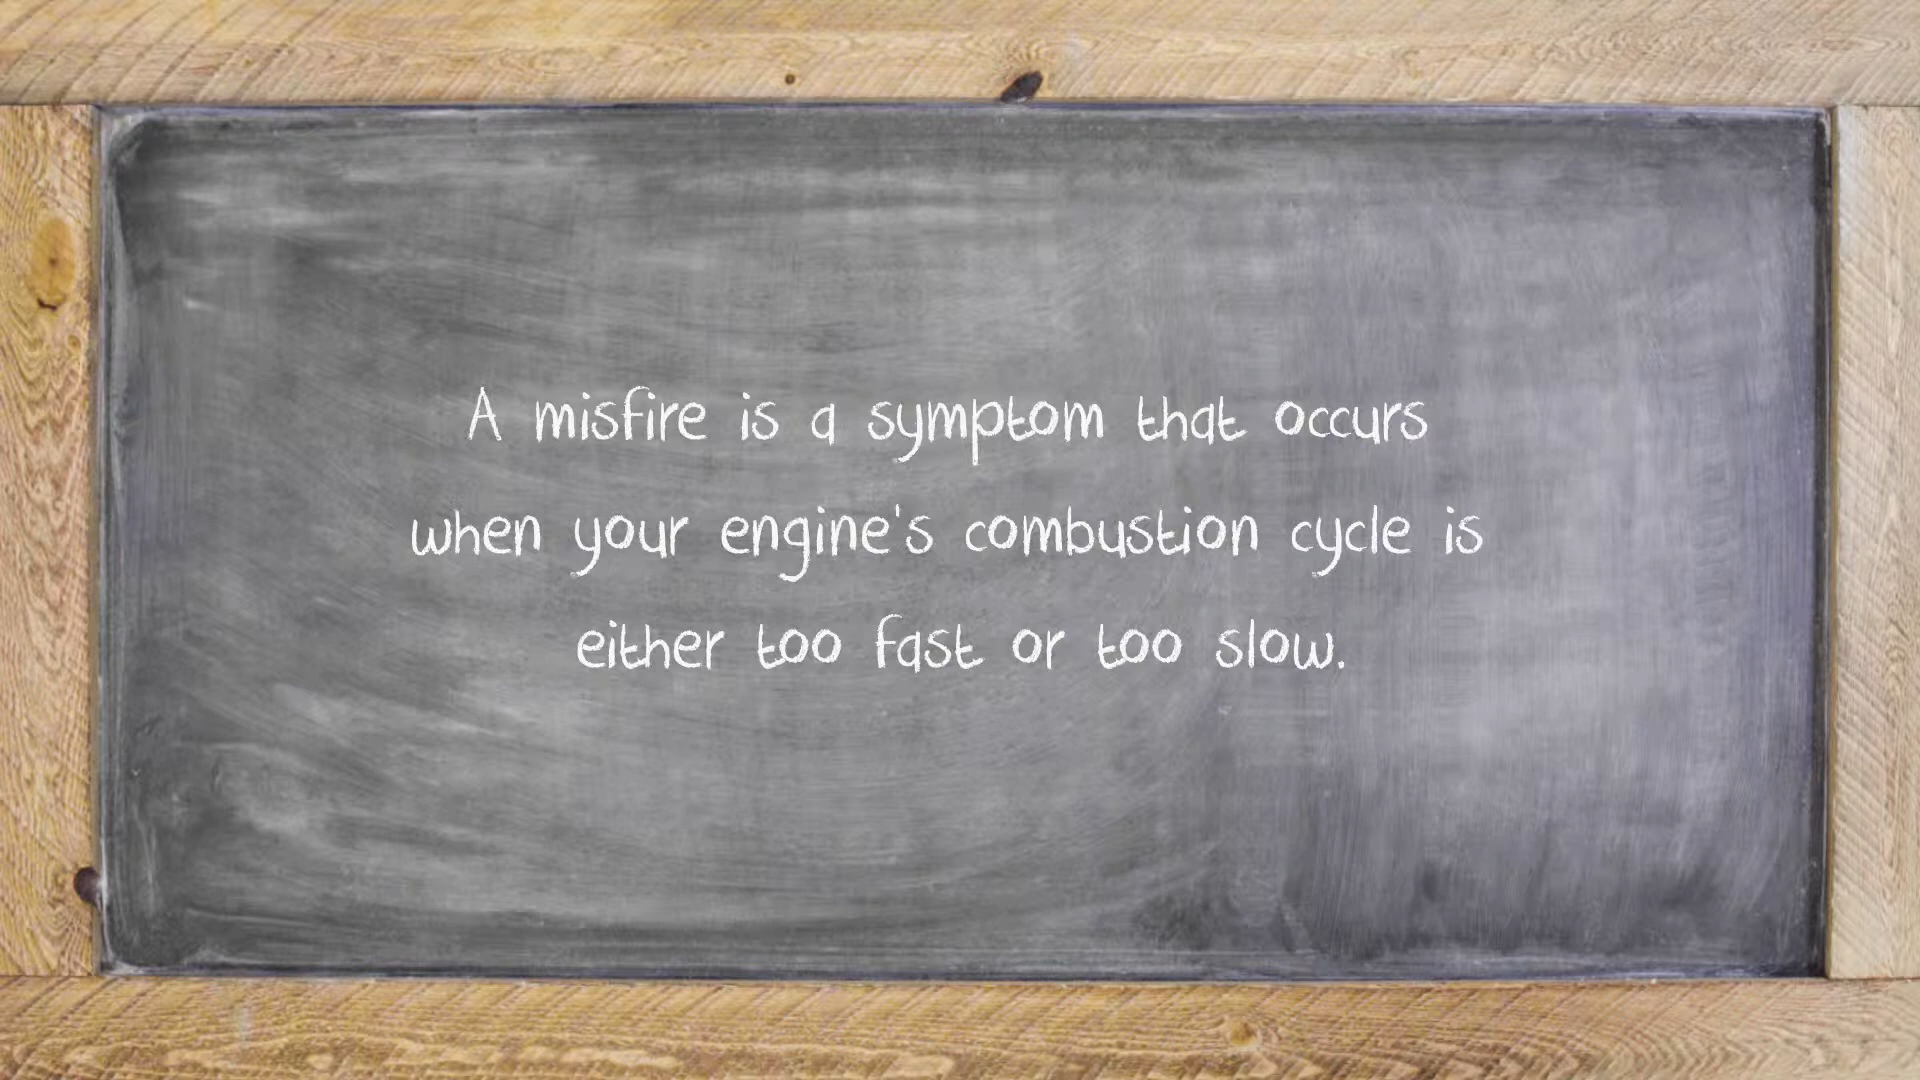 A misfire is a symptom that occurs
when your engine's combustion cycle is
either too fast or too slow.